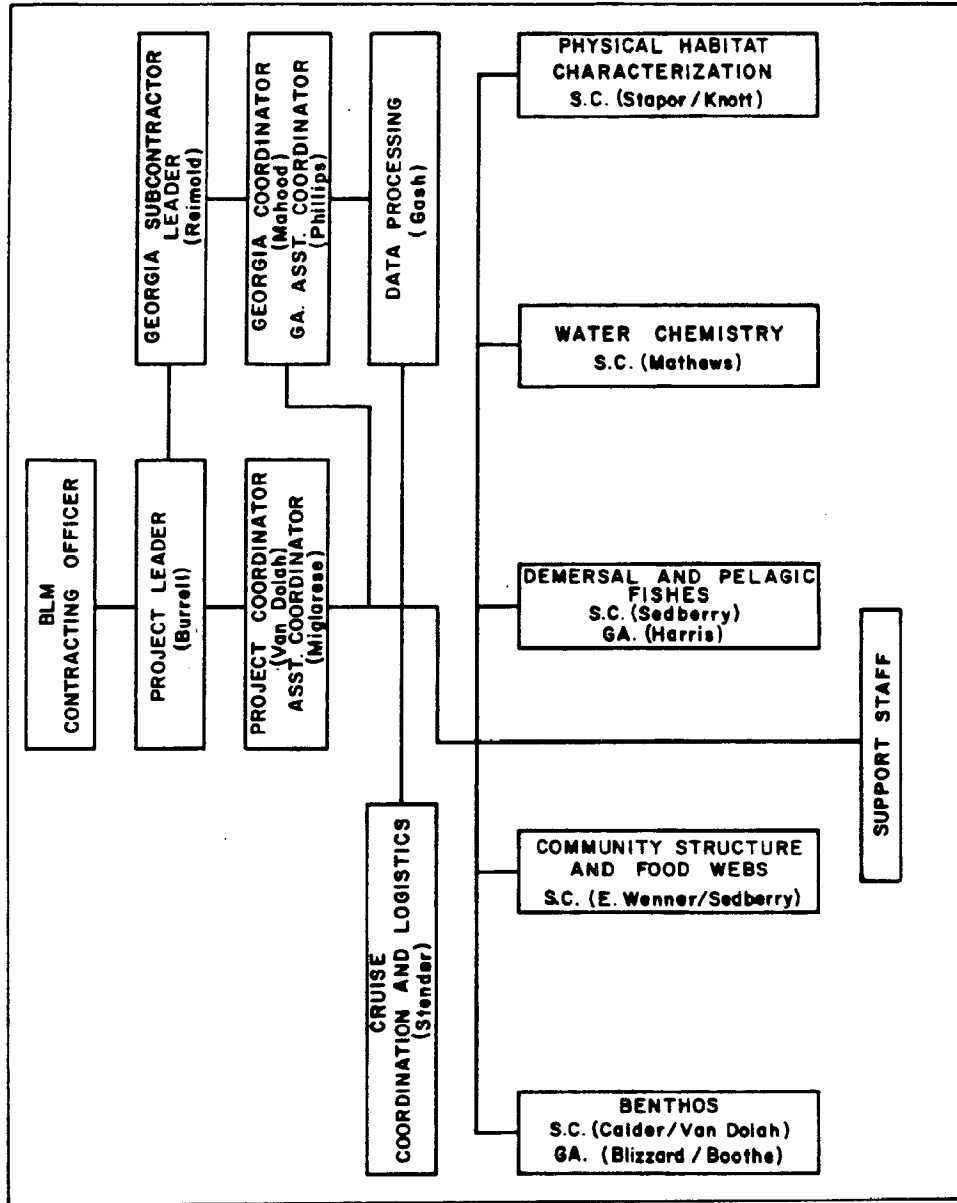 BLM
CONTRACTING OFFICER
PROJECT LEADER
(Burrell)
GEORGIA SUBCONTRACTOR
LEADER
(Reimold)
PROJECT COORDINATOR
(Van Dolah)
ASST. COORDINATOR
(Miglarese)
GEORGIA COORDINATOR
(Mahood)
GA. ASST. COORDINATOR
(Phillips)
CRUISE
COORDINATION AND LOGISTICS
(Stender)
DATA PROCESSING
(Gash)
BENTHOS
S.C. (Calder/Van Dolah)
GA. (Blizzard/Boothe)
COMMUNITY STRUCTURE
AND FOOD WEBS
S.C. (E. Wenner/Sedberry)
DEMERSAL AND PELAGIC
FISHES
S.C. (Sedberry)
GA. (Harris)
WATER CHEMISTRY
S.C. (Mathews)
PHYSICAL HABITAT
CHARACTERIZATION
S.C. (Stapor/Knott)
SUPPORT STAFF